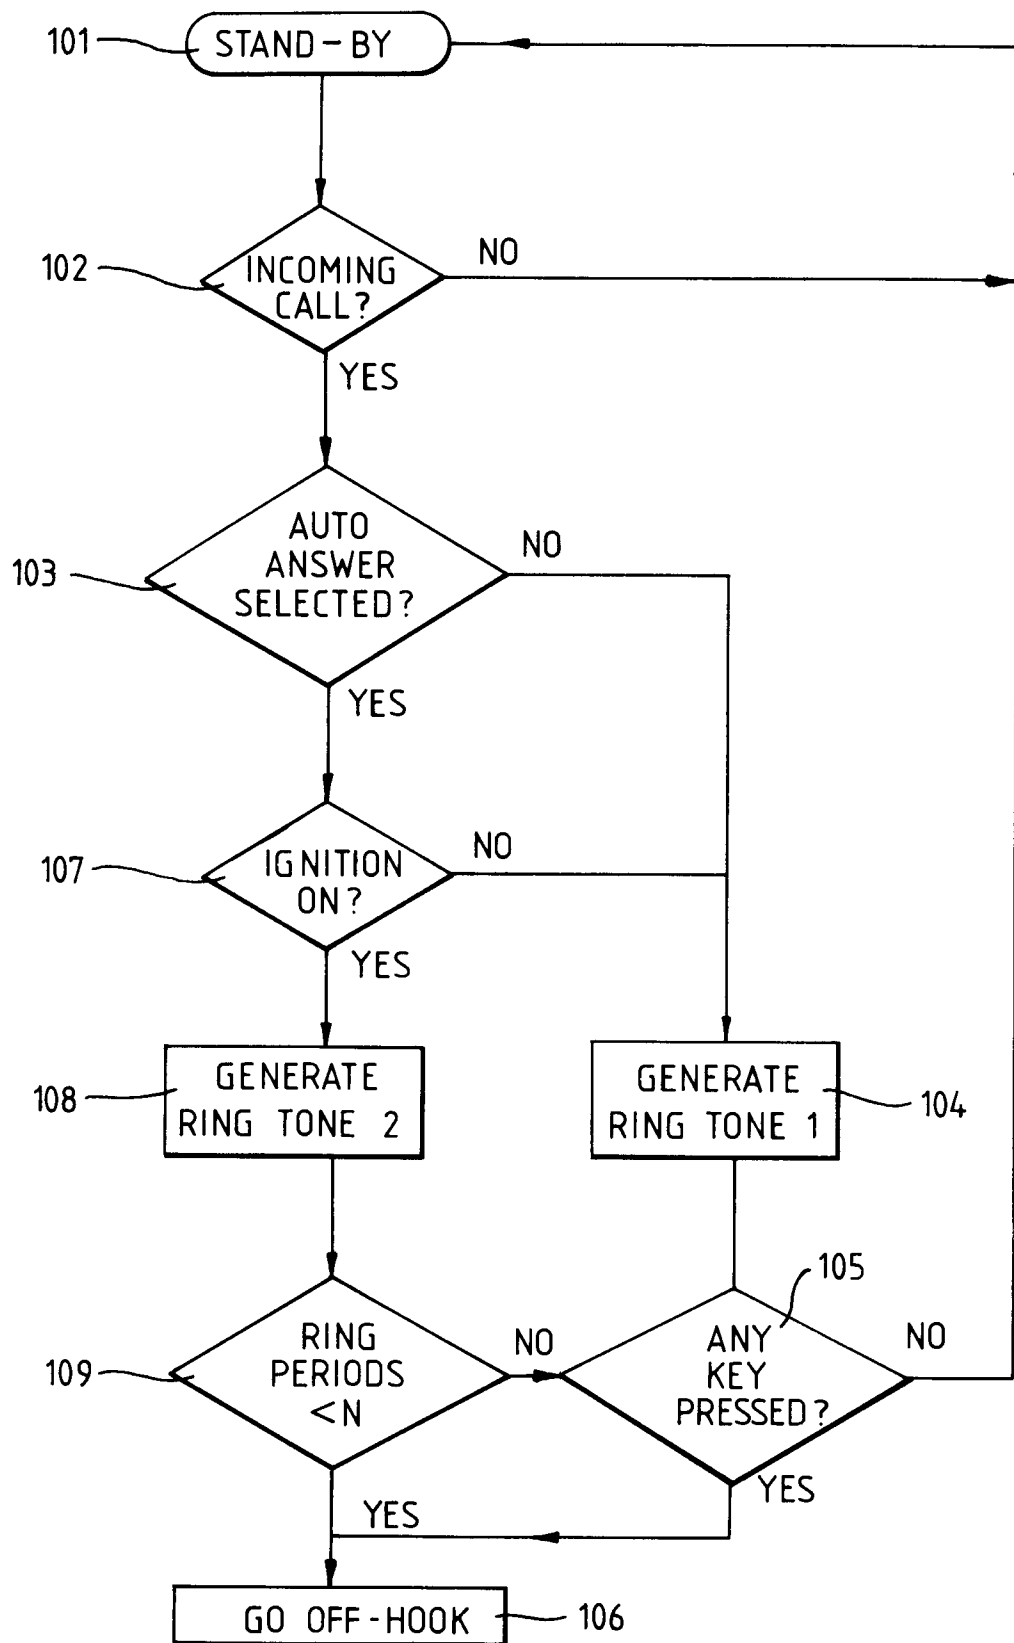 101
STAND-BY
102
INCOMING
CALL?
NO
YES
103
AUTO
ANSWER
SELECTED?
NO
YES
107
IGNITION
ON?
NO
YES
108
GENERATE
RING TONE 2
GENERATE
RING TONE 1
104
109
RING
PERIODS
<N
NO
YES
105
ANY
KEY
PRESSED?
NO
YES
GO OFF-HOOK
106